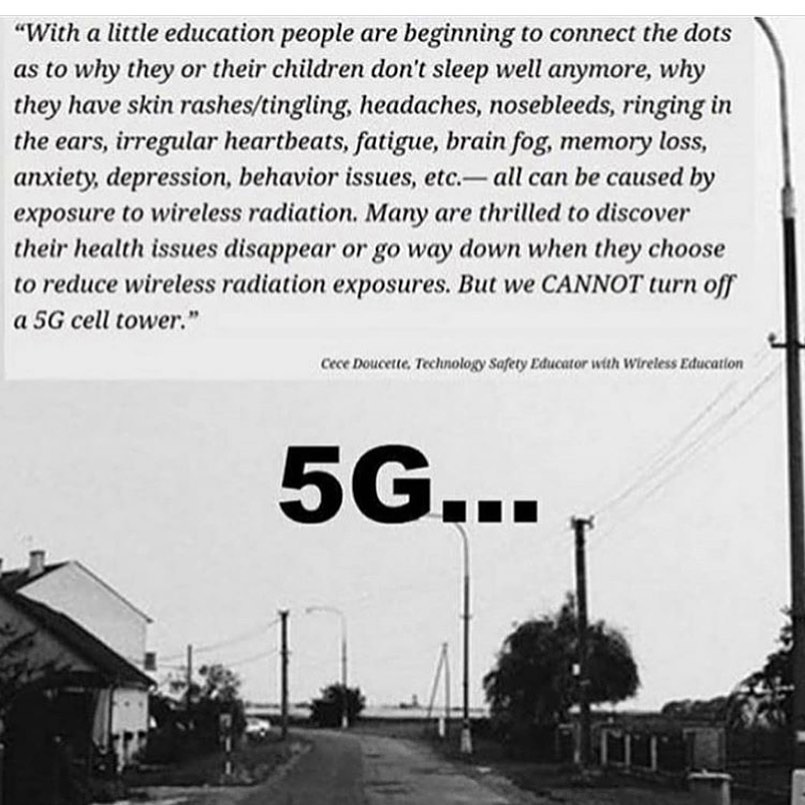 “With a little education people are beginning to connect the dots
as to why they or their children don't sleep well anymore, why
they have skin rashes/tingling, headaches, nosebleeds, ringing in
the ears, irregular heartbeats, fatigue, brain fog, memory loss,
anxiety, depression, behavior issues, etc.— all can be caused by
exposure to wireless radiation. Many are thrilled to discover
their health issues disappear or go way down when they choose
to reduce wireless radiation exposures. But we CANNOT turn off
a 5G cell tower.”
Cece Doucette, Technology Safety Educator with Wireless Education
5G...